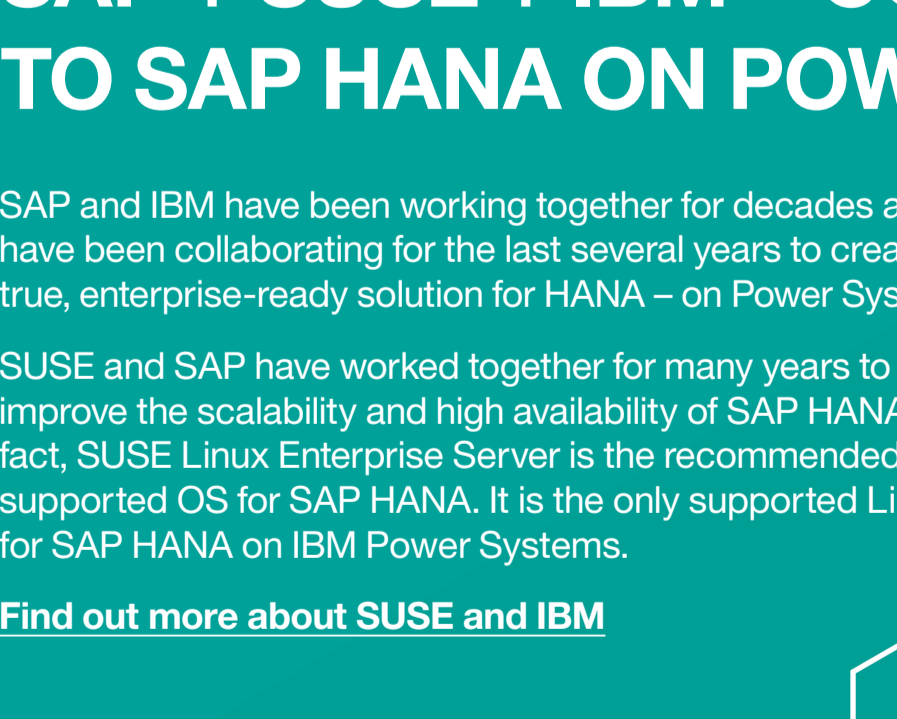 SAP + SUSE + IBM
TO SAP HANA ON
SAP and IBM have been working together for decades
have been collaborating for the last several years to
true, enterprise-ready solution for HANA – on Power
SUSE and SAP have worked together for many years to
improve the scalability and high availability of SAP HANA
fact, SUSE Linux Enterprise Server is the recommended
supported OS for SAP HANA. It is the only supported
for SAP HANA on IBM Power Systems.
Find out more about SUSE and IBM